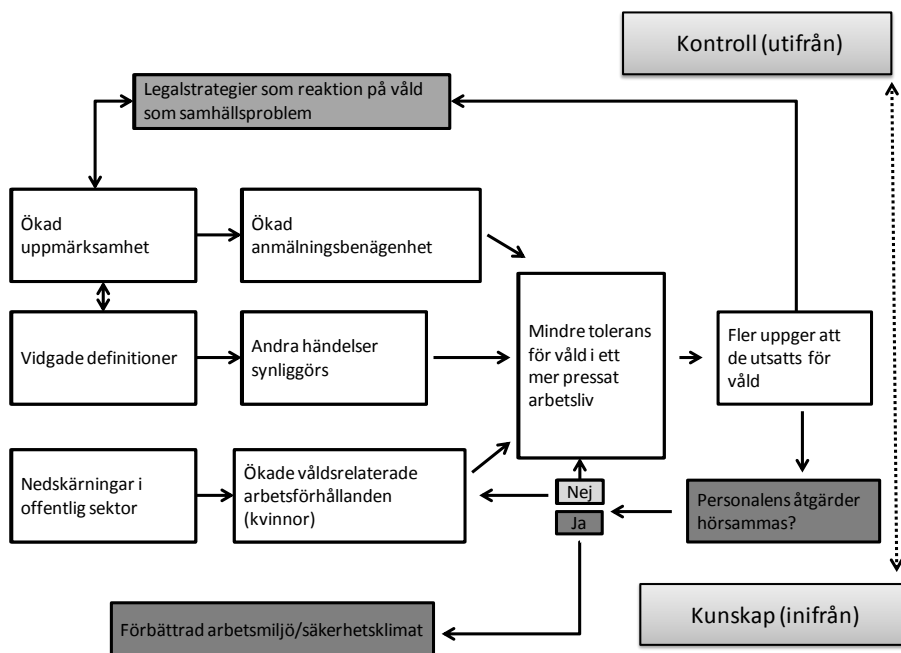 Kontroll (utifrån)
Legalstrategier som reaktion på våld
som samhällsproblem
Ökad
uppmärksamhet
Ökad
anmälningsbenägenhet
Vidgade definitioner
Andra händelser
synliggörs
Mindre tolerans
för våld i ett
mer pressat
arbetsliv
Fler uppger att
de utsatts för
våld
Nedskärningar i
offentlig sektor
Ökade våldsrelaterade
arbetsförhållanden
(kvinnor)
Nej
Ja
Personalens åtgärder
hörsammas?
Förbättrad arbetsmiljö/säkerhetsklimat
Kunskap (inifrån)